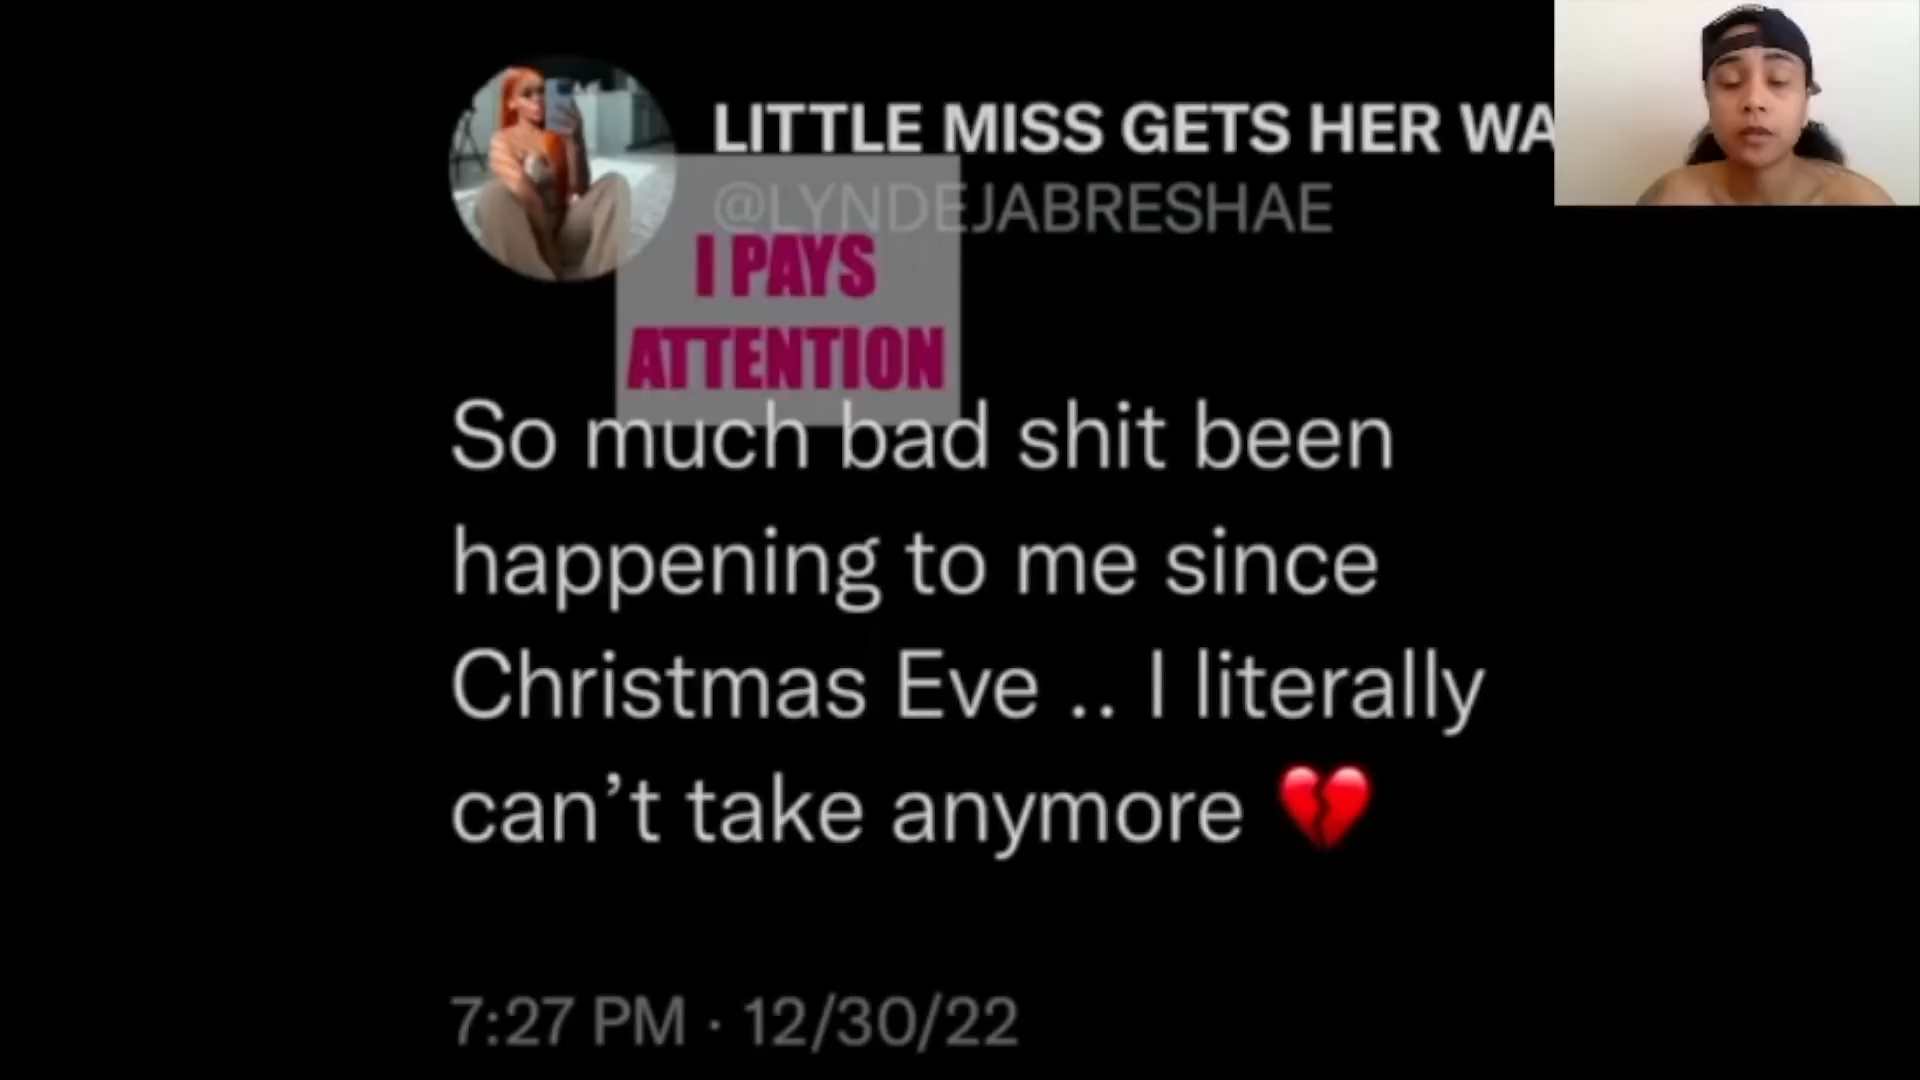 LITTLE MISS GETS HER WA
@LYNDEJABRESHAE
I PAYS
ATTENTION
So much bad shit been
happening to me since
Christmas Eve .. I literally
can’t take anymore 💔
7:27 PM · 12/30/22